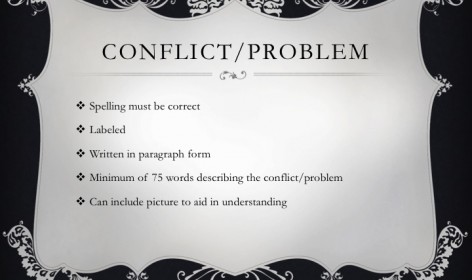 CONFLICT/PROBLEM
❖ Spelling must be correct
❖ Labeled
❖ Written in paragraph form
❖ Minimum of 75 words describing the conflict/problem
❖ Can include picture to aid in understanding